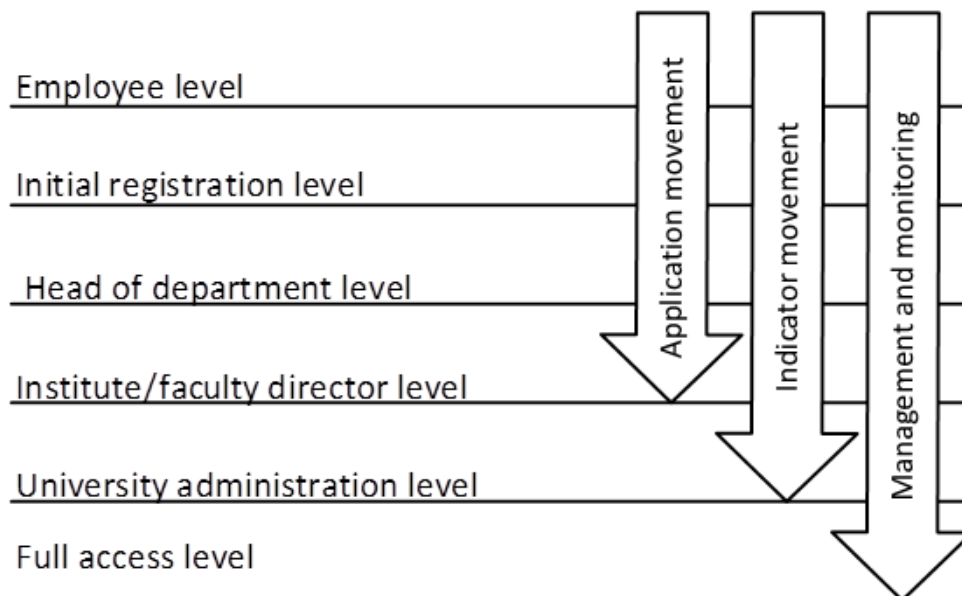 Employee level
Initial registration level
Head of department level
Institute/faculty director level
University administration level
Full access level
Application movement
Indicator movement
Management and monitoring